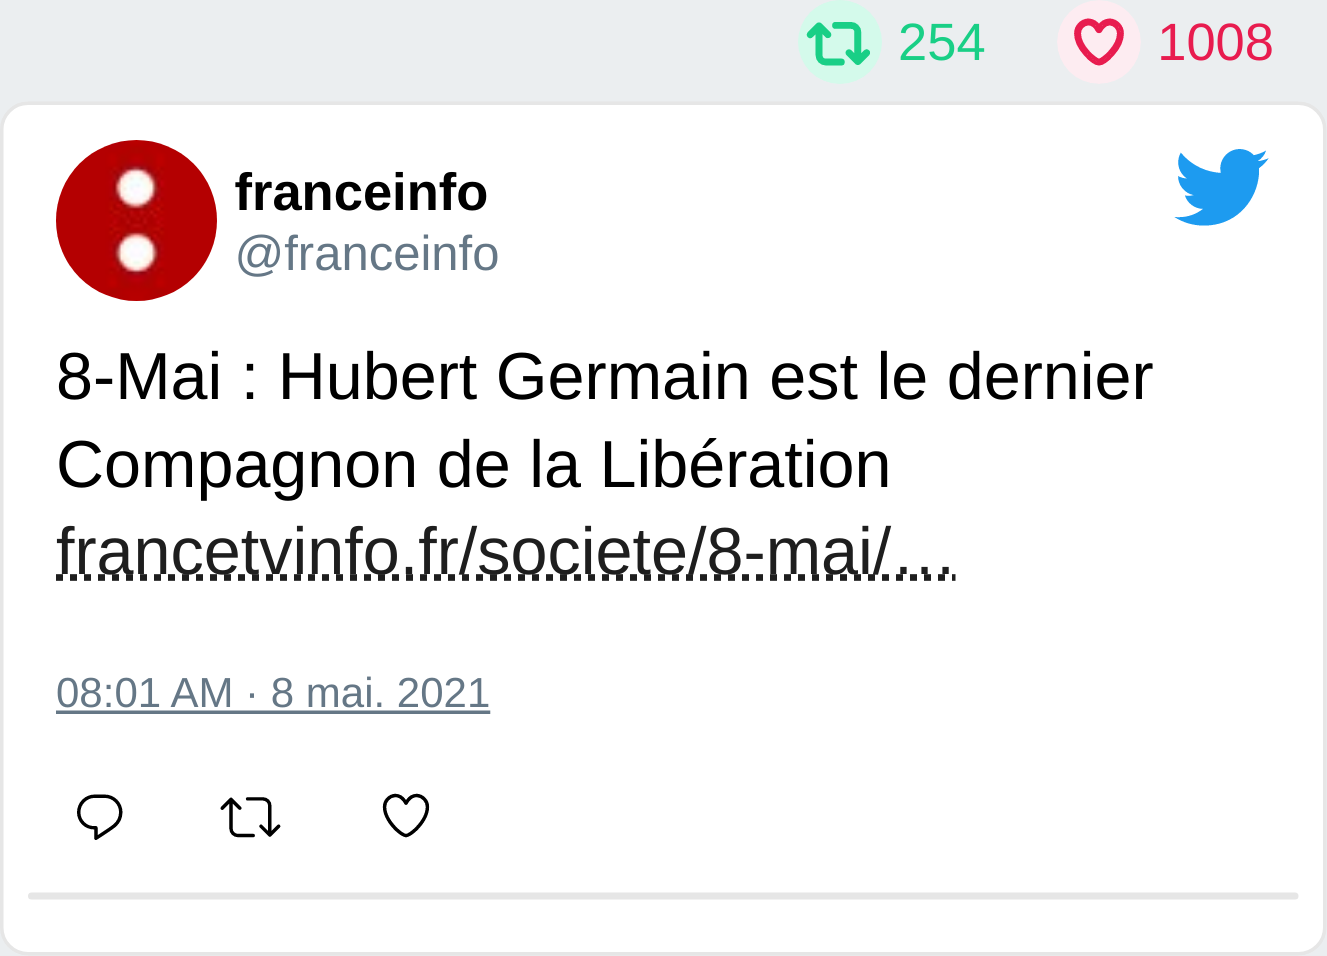 254 1008
franceinfo
@franceinfo
8-Mai : Hubert Germain est le dernier
Compagnon de la Libération
francetvinfo.fr/societe/8-mai/...
08:01 AM · 8 mai. 2021